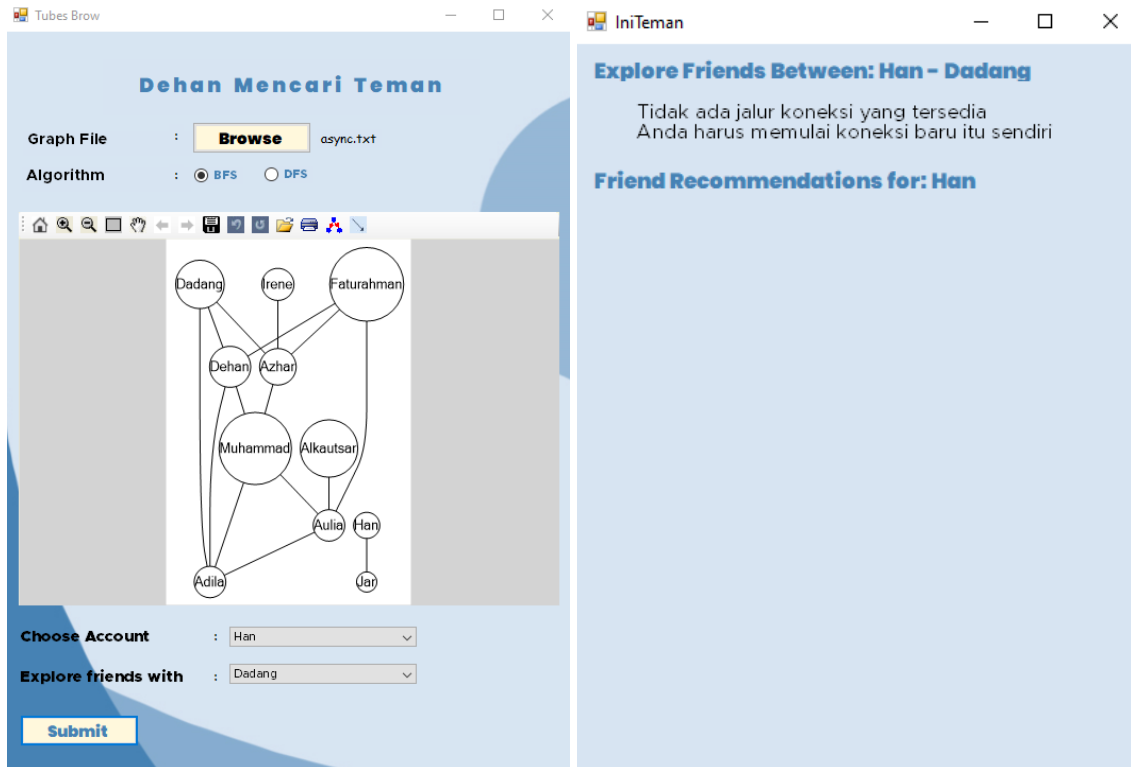 Tubes Brow
Dehan Mencari Teman
Graph File : Browse async.txt
Algorithm : BFS DFS
Dadang Irene Faturahman
Dehan Azhar
Muhammad Alkautsar
Aulia Han
Adila Jar
Choose Account : Han
Explore friends with : Dadang
Submit
IniTeman
Explore Friends Between: Han - Dadang
Tidak ada jalur koneksi yang tersedia
Anda harus memulai koneksi baru itu sendiri
Friend Recommendations for: Han